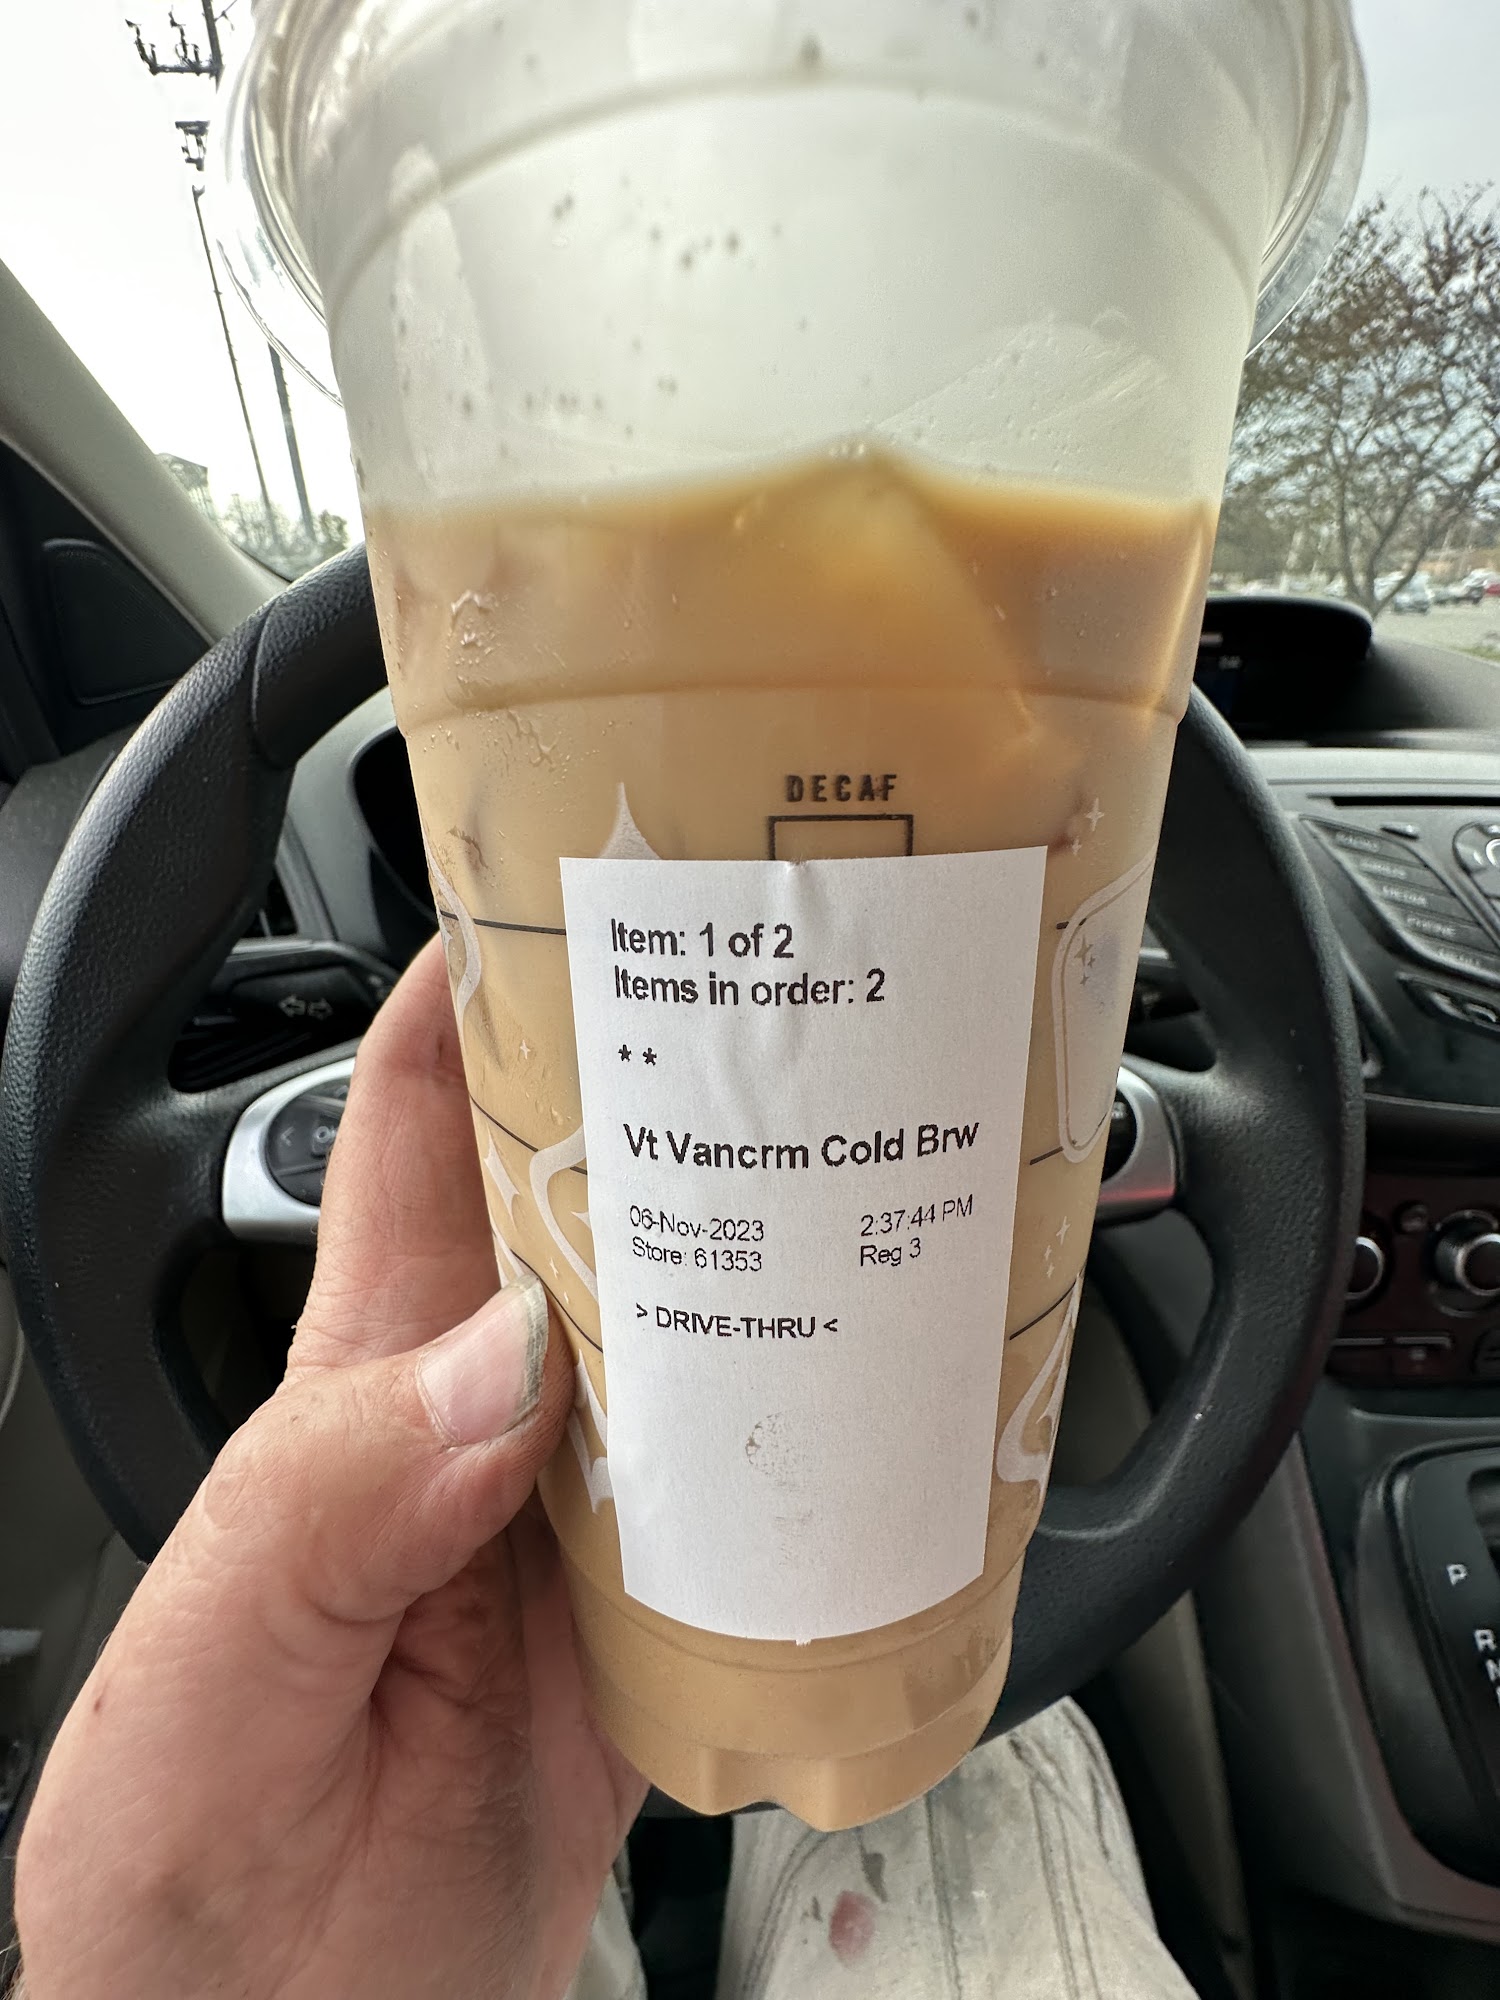 DECAF
Item: 1 of 2
Items in order: 2
* *
Vt Vancrm Cold Brw
06-Nov-2023 2:37:44 PM
Store: 61353 Reg 3
> DRIVE-THRU <
P
R
N